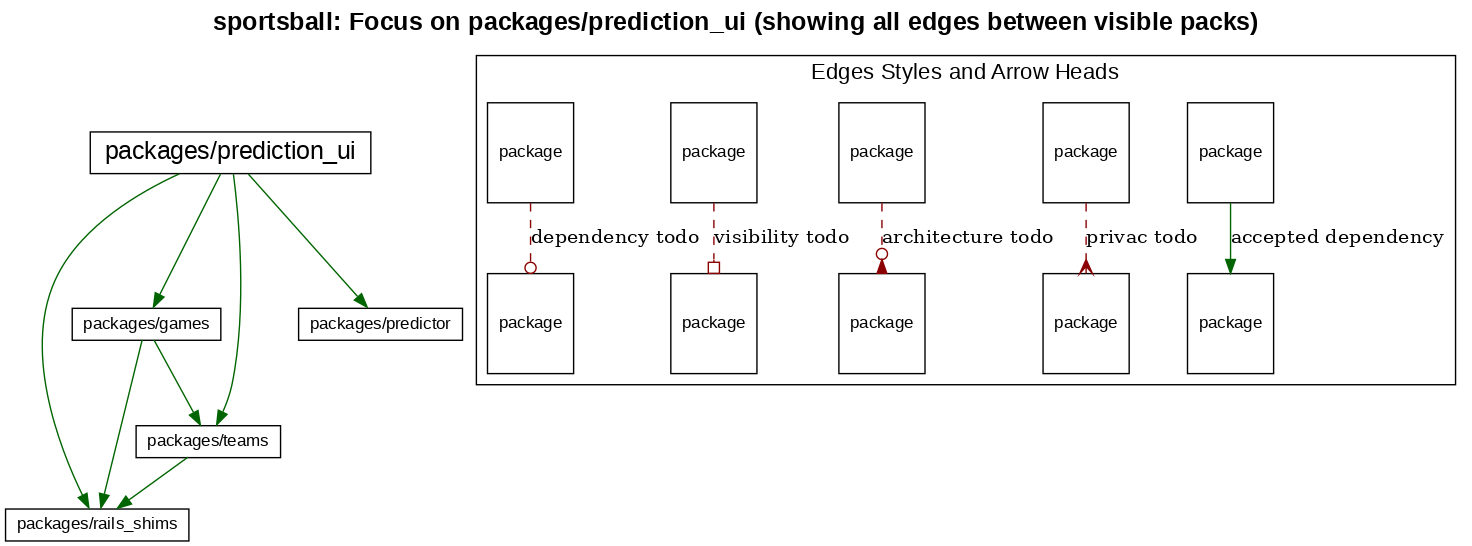 sportsball: Focus on packages/prediction_ui (showing all edges between visible packs)
Edges Styles and Arrow Heads
packages/prediction_ui
package
package
package
package
package
dependency todo
visibility todo
architecture todo
privac todo
accepted dependency
packages/games
packages/predictor
package
package
package
package
package
packages/teams
packages/rails_shims